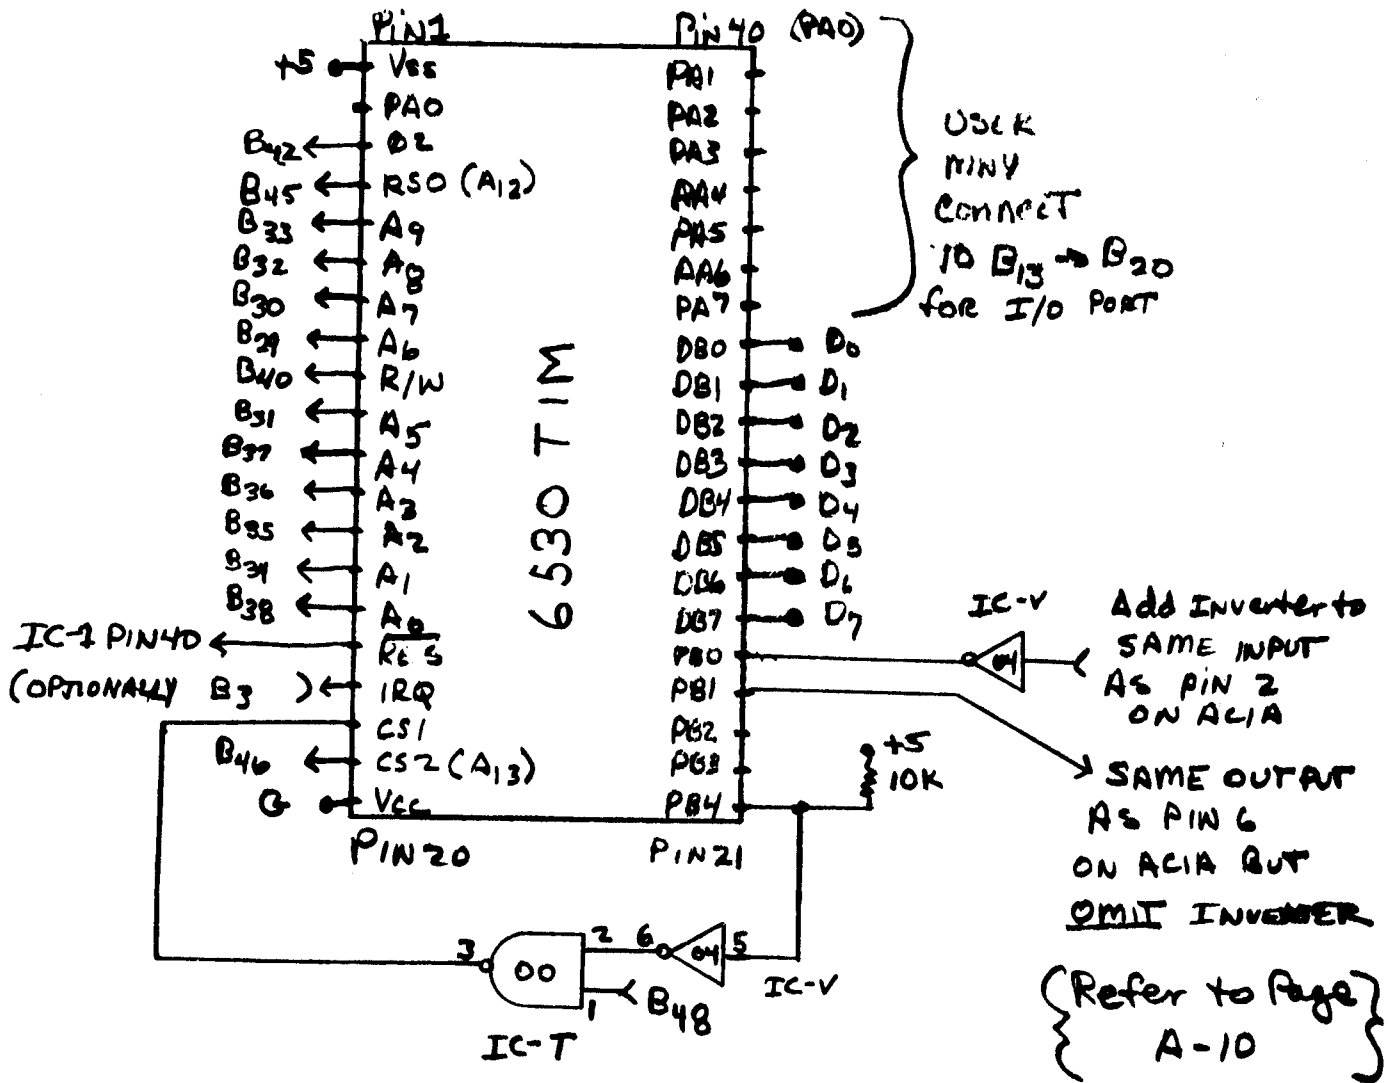 Pin1
Pin40 (PA0)
+5 Vss
PA0
B42 Ø2
B45 RS0 (A12)
B33 A9
B32 A8
B30 A7
B29 A6
B40 R/W
B31 A5
B37 A4
B36 A3
B35 A2
A1
B38 A0
IC-1 PIN40 RES
(OPTIONALLY B3 ) IRQ
CS1
B46 CS2 (A13)
G Vcc
PIN20
6530 TIM
PA1
PA2
PA3
AA4
PA5
AA6
PA7
DB0 D0
DB1 D1
DB2 D2
DB3 D3
DB4 D4
DB5 D5
DB6 D6
DB7 D7
PB0
PB1
PB2
PB3
PB4
PIN21
USER
MAY
CONNECT
TO B13 → B20
FOR I/O PORT
IC-V
04
Add Inverter to
SAME INPUT
AS PIN 2
ON ACIA
+5
10K
SAME OUTPUT
AS PIN 6
ON ACIA BUT
OMIT INVERTER
3 00 2 6 04 5
1 B48
IC-V
IC-T
(Refer to Page
A-10